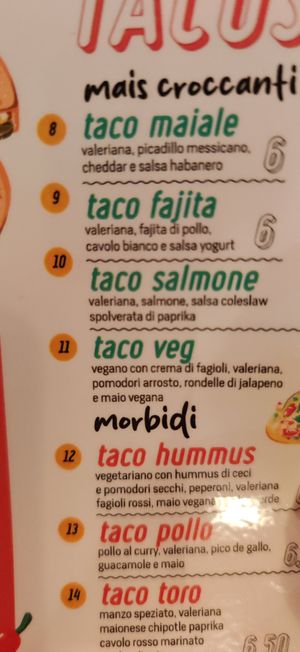 TACOS
mais croccanti
8 taco maiale
valeriana, picadillo messicano,
cheddar e salsa habanero
6
9 taco fajita
valeriana, fajita di pollo,
cavolo bianco e salsa yogurt
6
10 taco salmone
valeriana, salmone, salsa coleslaw
spolverata di paprika
11 taco veg
vegano con crema di fagioli, valeriana,
pomodori arrosto, rondelle di jalapeno
e maio vegana
morbidi
12 taco hummus
vegetariano con hummus di ceci
e pomodori secchi, peperoni, valeriana
fagioli rossi, maio vegana
13 taco pollo
pollo al curry, valeriana, pico de gallo,
guacamole e maio
14 taco toro
manzo speziato, valeriana
maionese chipotle paprika
cavolo rosso marinato
6.50